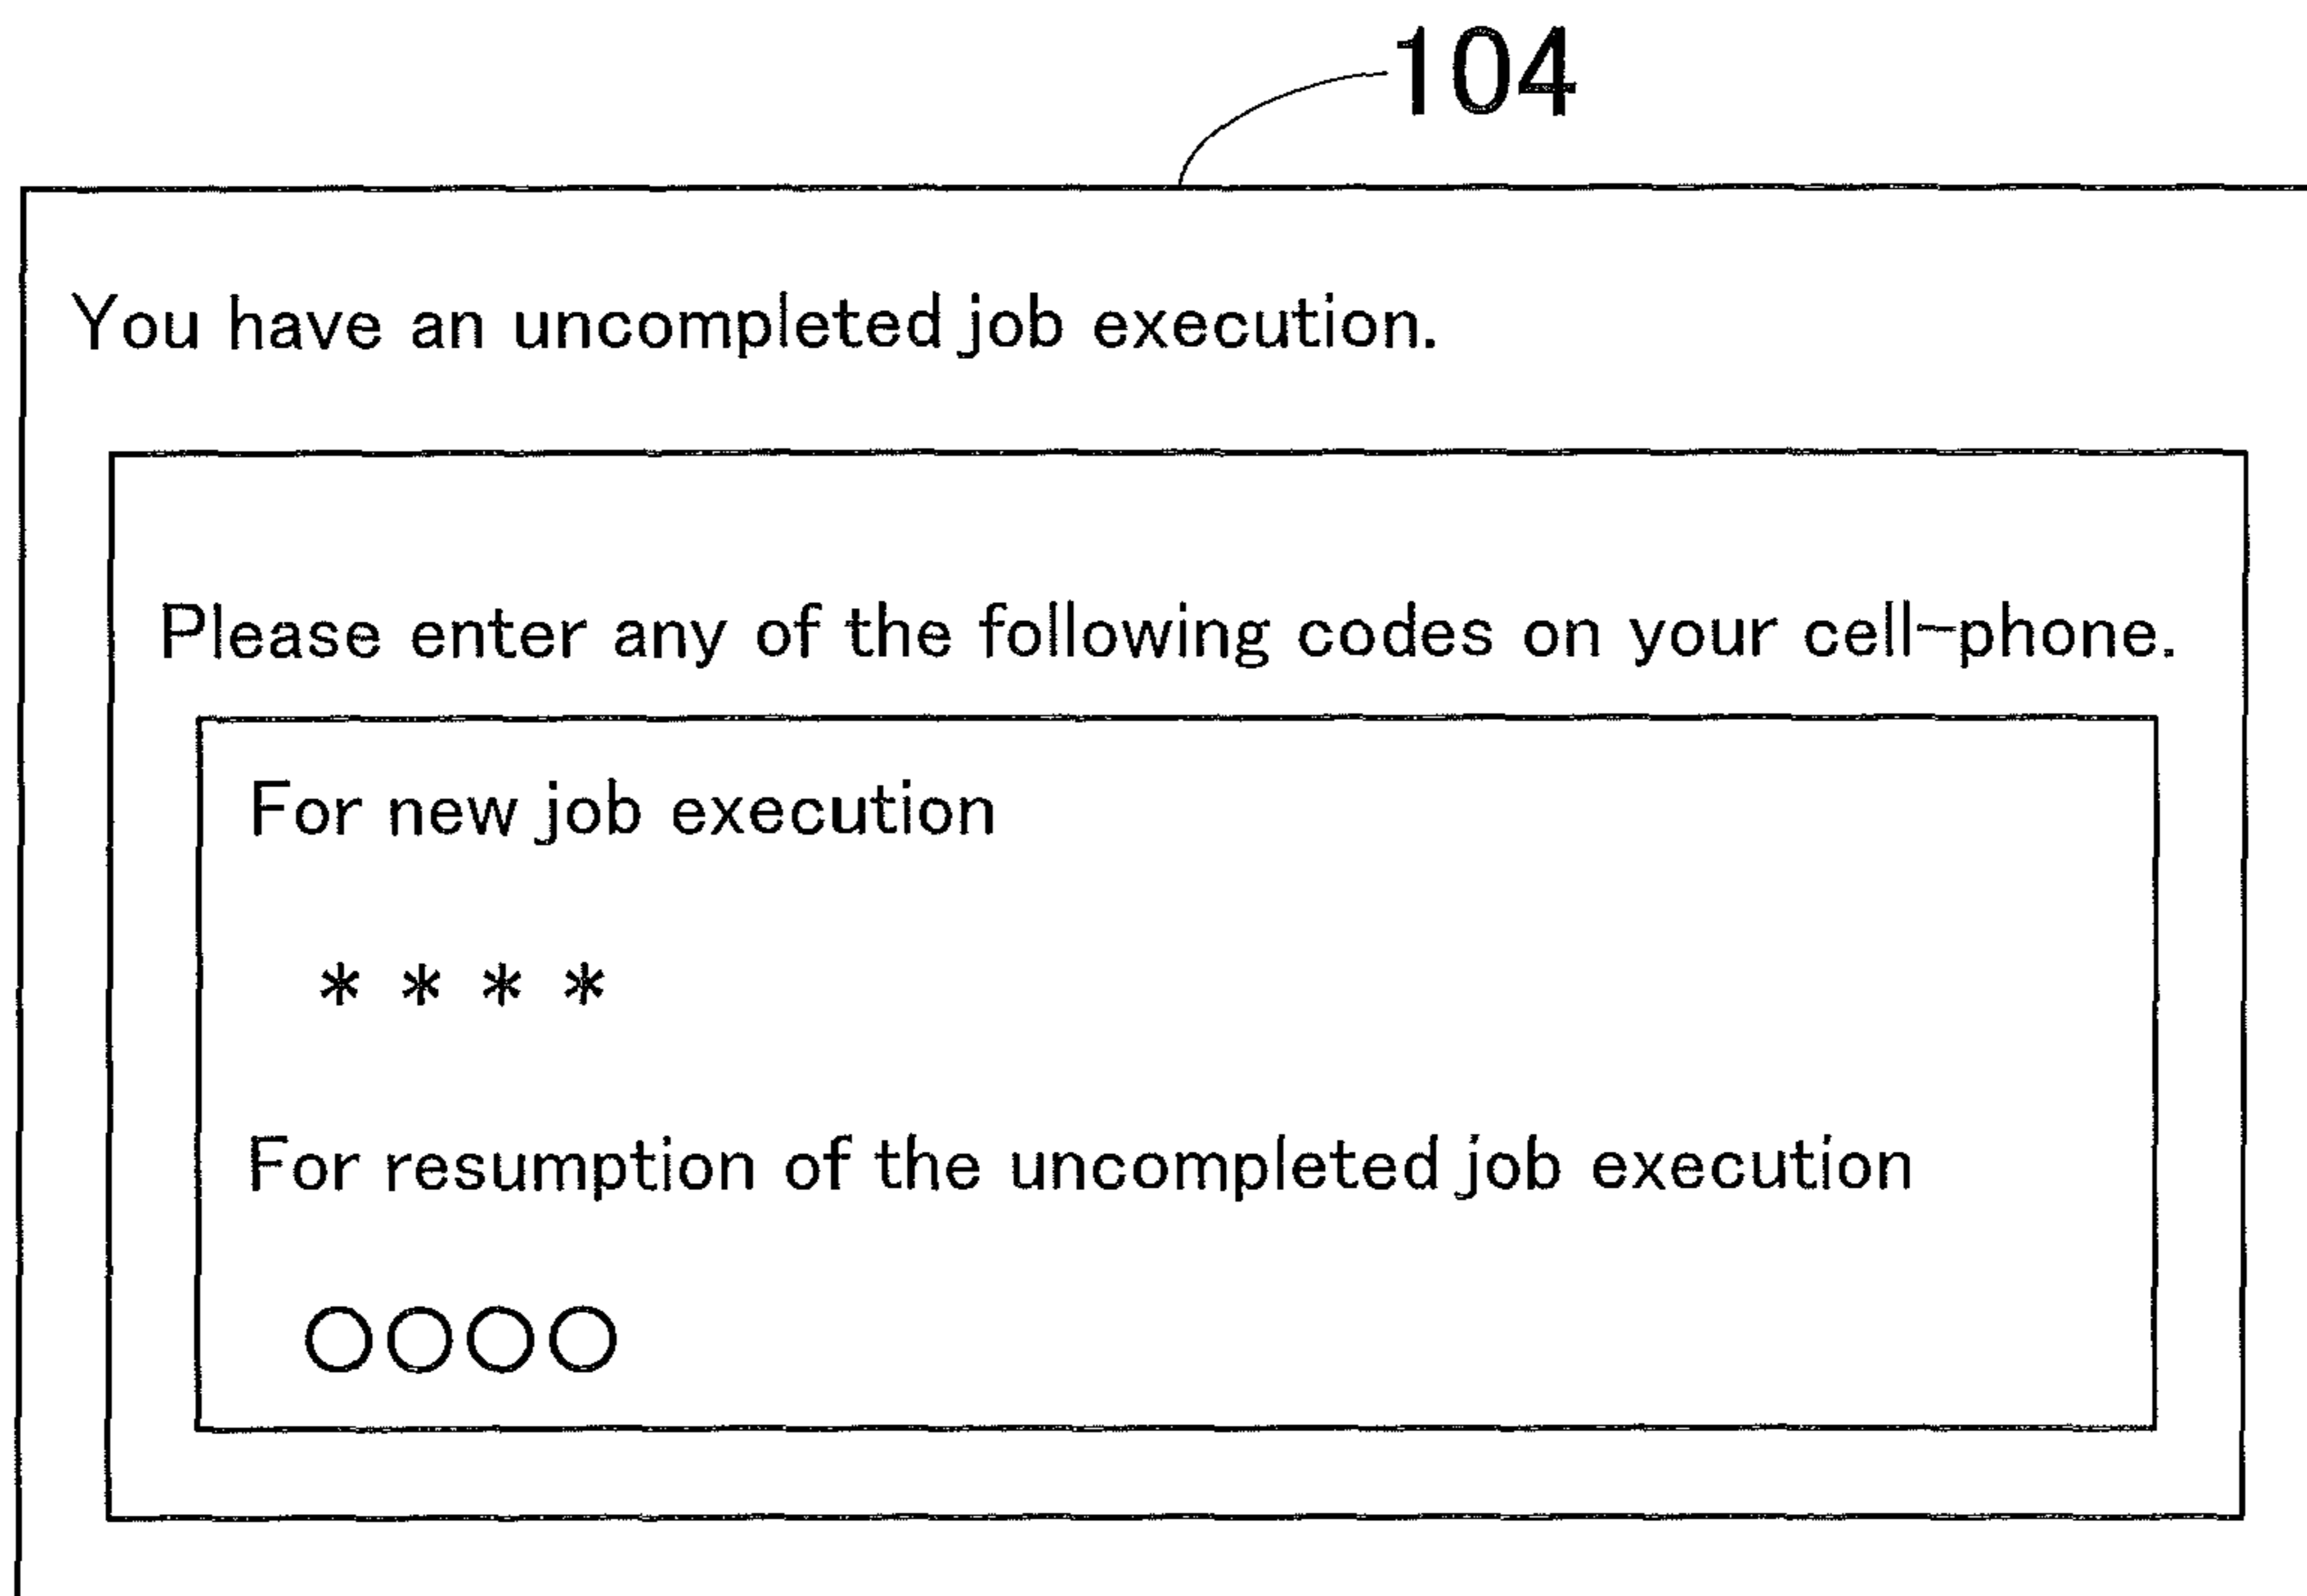 104
You have an uncompleted job execution.
Please enter any of the following codes on your cell-phone.
For new job execution
* * * *
For resumption of the uncompleted job execution
○○○○